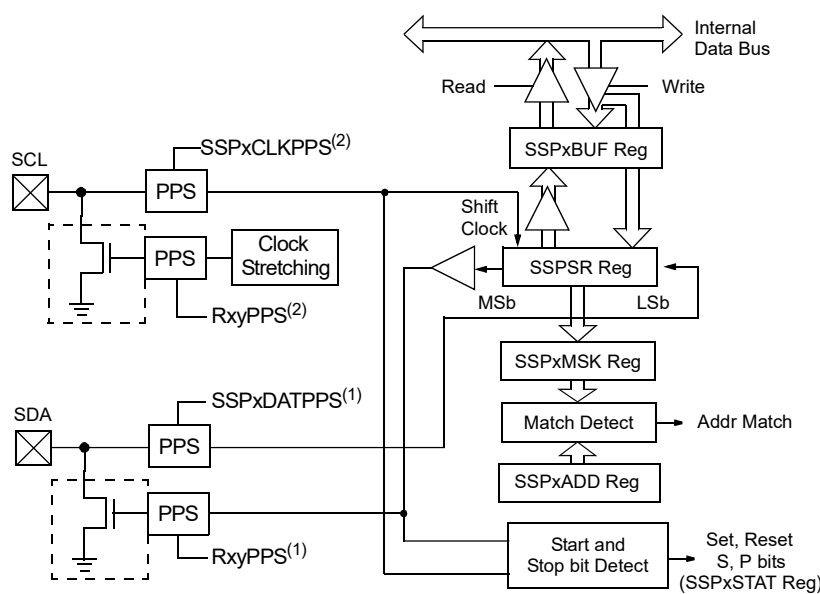 Internal
Data Bus
Read
Write
SSPxBUF Reg
SSPxCLKPPS(2)
SCL
PPS
Shift
Clock
PPS
Clock
Stretching
SSPSR Reg
MSb
LSb
RxyPPS(2)
SSPxMSK Reg
SSPxDATPPS(1)
SDA
PPS
Match Detect
Addr Match
SSPxADD Reg
PPS
RxyPPS(1)
Start and
Stop bit Detect
Set, Reset
S, P bits
(SSPxSTAT Reg)